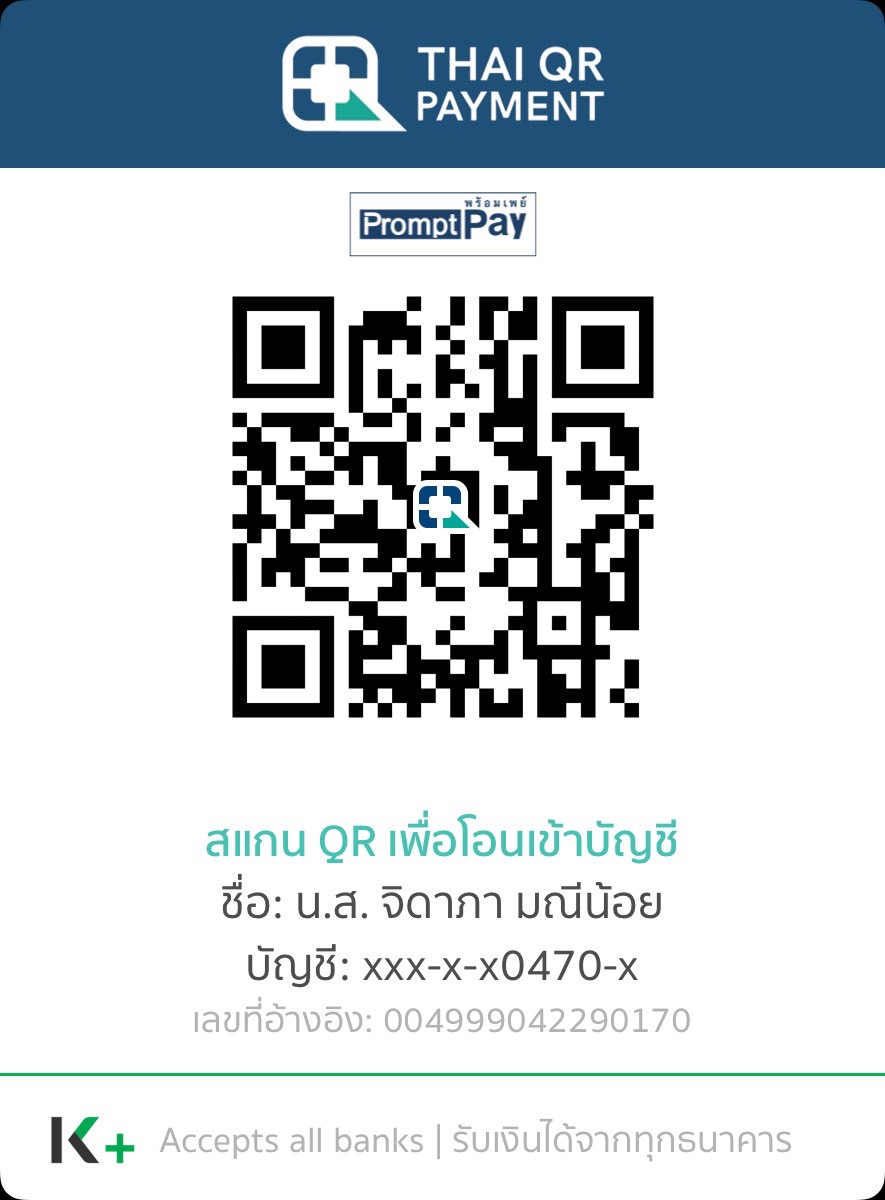 THAI QR
PAYMENT
พร้อมเพย์
PromptPay
สแกน QR เพื่อโอนเข้าบัญชี
ชื่อ: น.ส. จิดาภา มณีน้อย
บัญชี: xxx-x-x0470-x
เลขที่อ้างอิง: 004999042290170
K+ Accepts all banks | รับเงินได้จากทุกธนาคาร